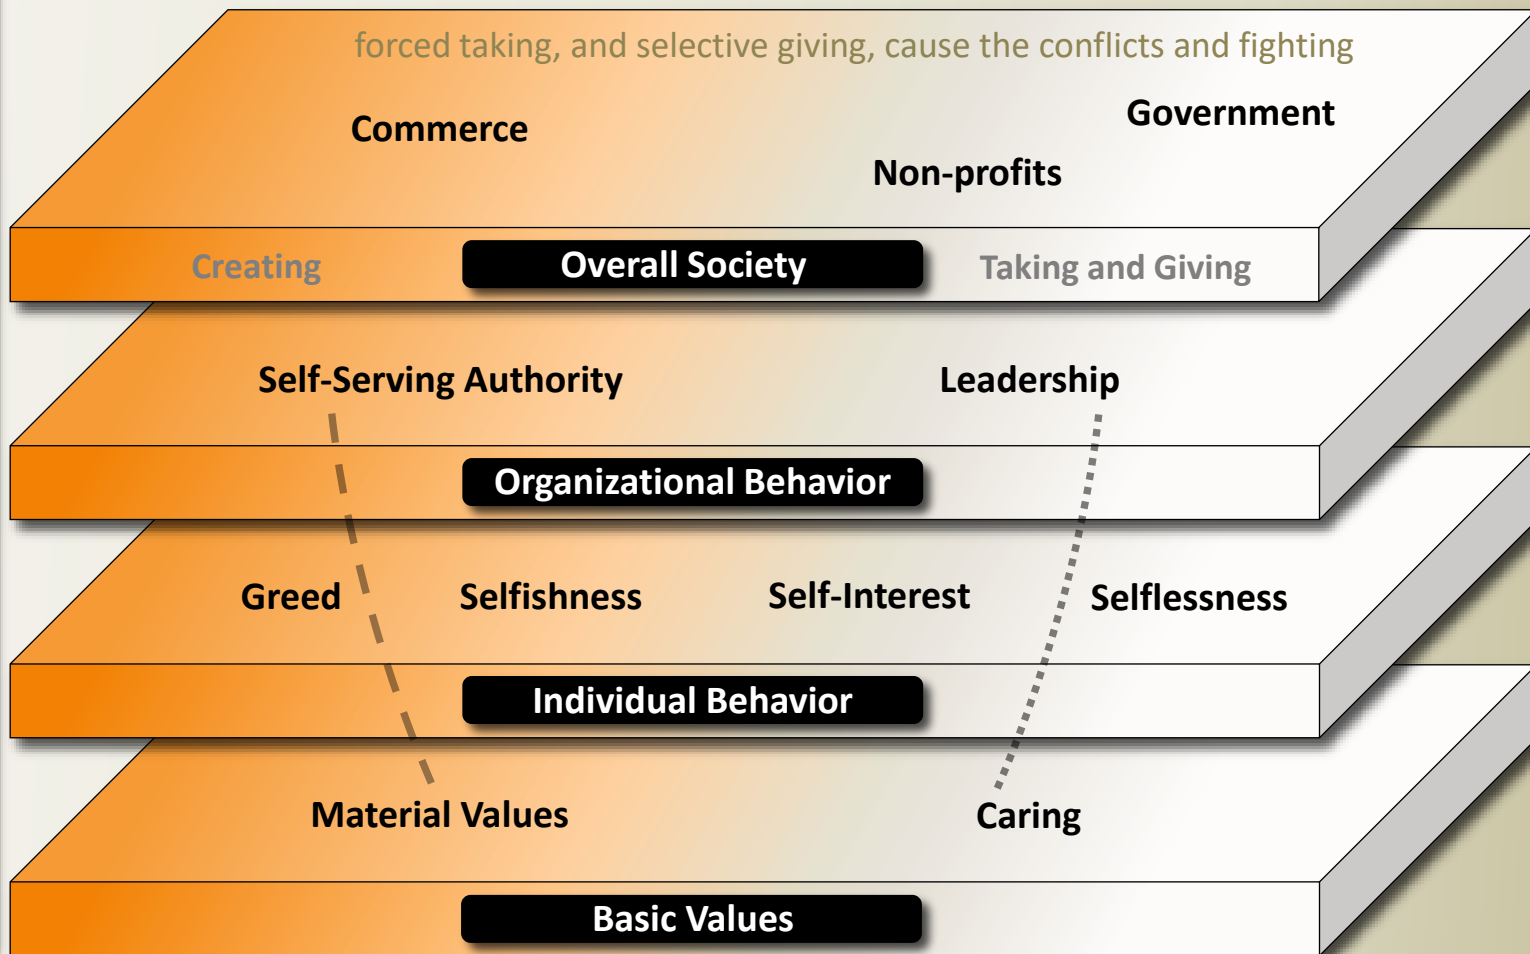 forced taking, and selective giving, cause the conflicts and fighting
Commerce
Government
Non-profits
Creating
Overall Society
Taking and Giving
Self-Serving Authority
Leadership
Organizational Behavior
Greed
Selfishness
Self-Interest
Selflessness
Individual Behavior
Material Values
Caring
Basic Values